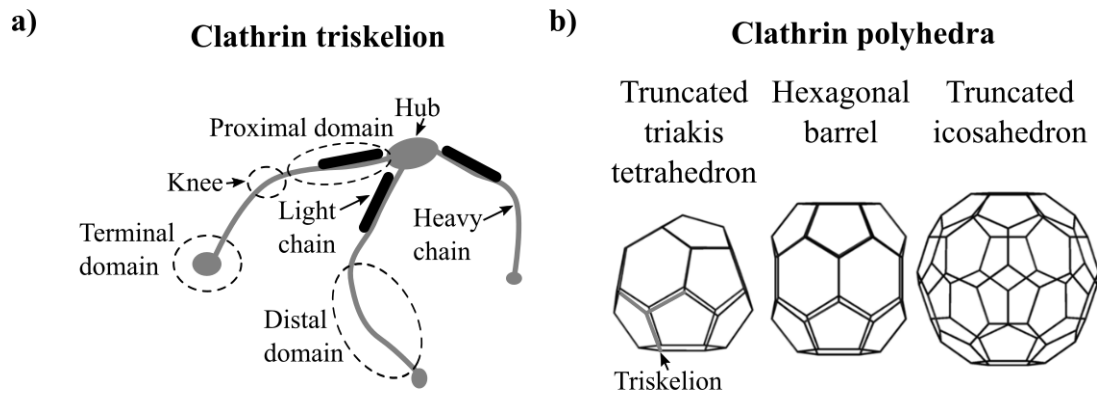 a)
Clathrin triskelion
Hub
Proximal domain
Knee
Light
chain
Heavy
chain
Terminal
domain
Distal
domain
b)
Clathrin polyhedra
Truncated
triakis
tetrahedron
Hexagonal
barrel
Truncated
icosahedron
Triskelion